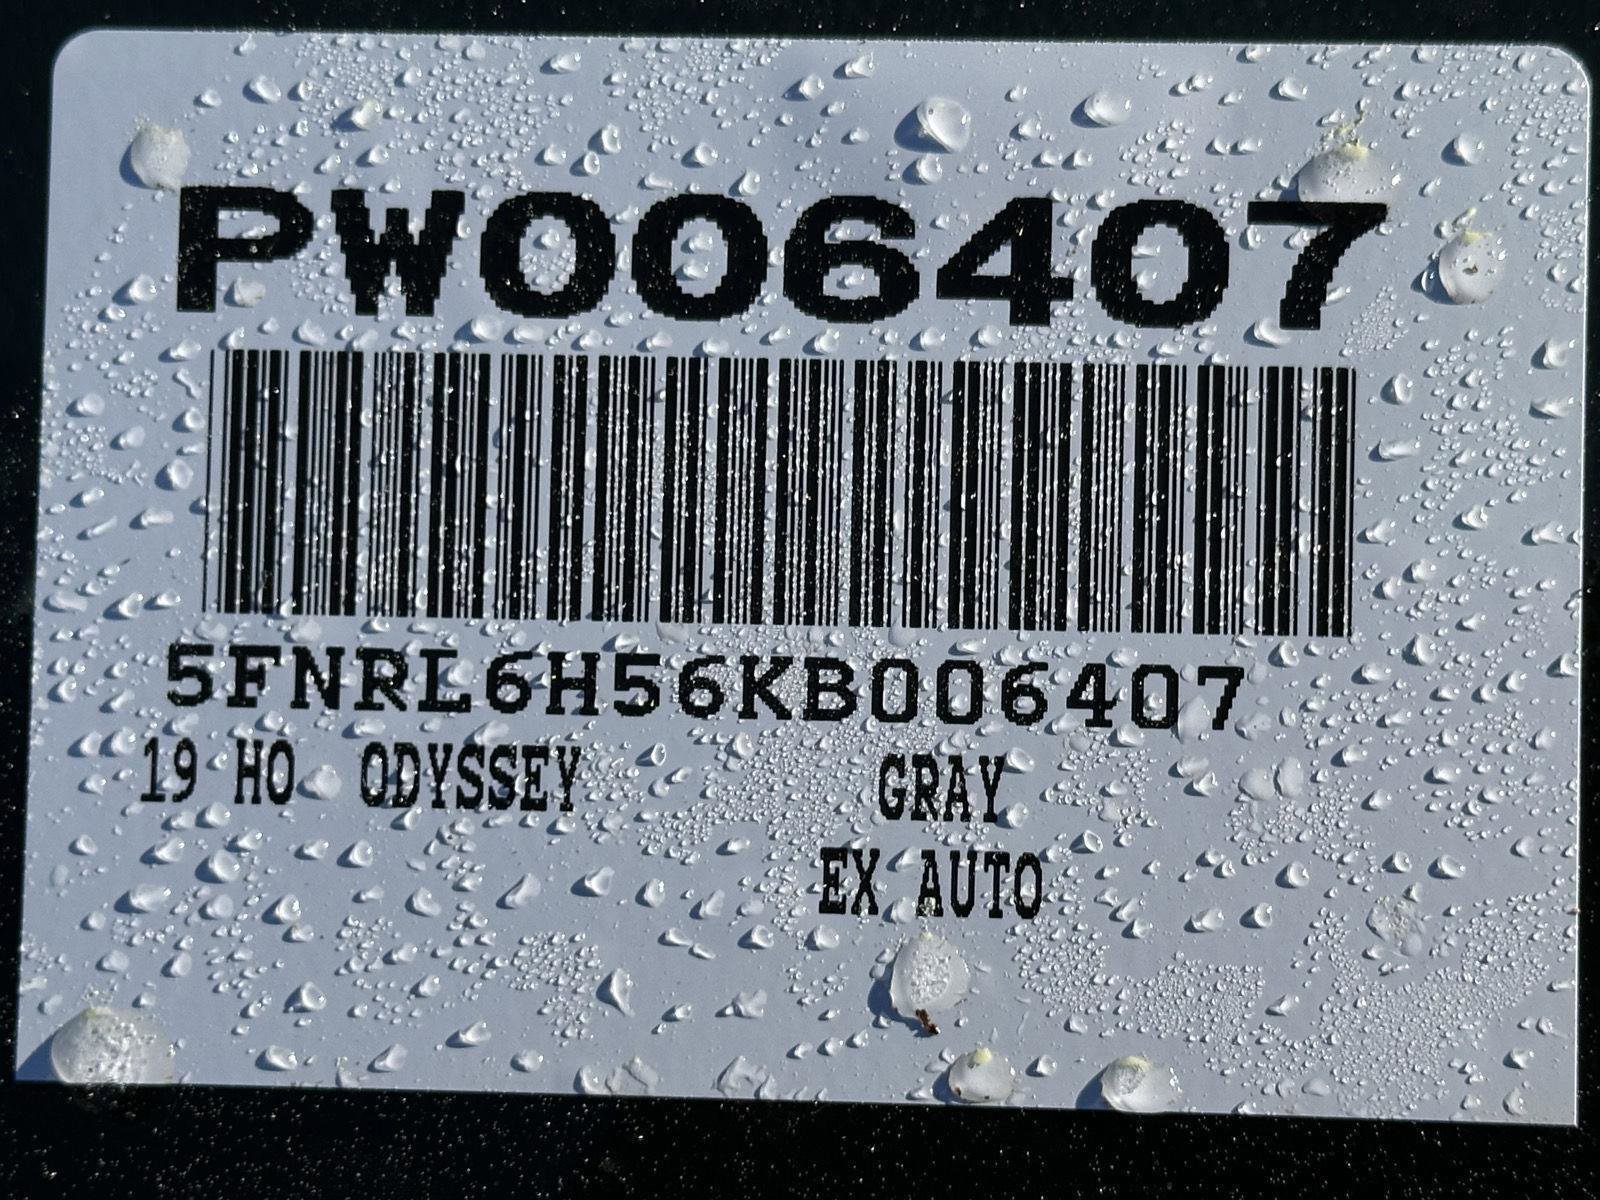 PW006407
5FNRL6H56KB006407
19 HO ODYSSEY GRAY
EX AUTO